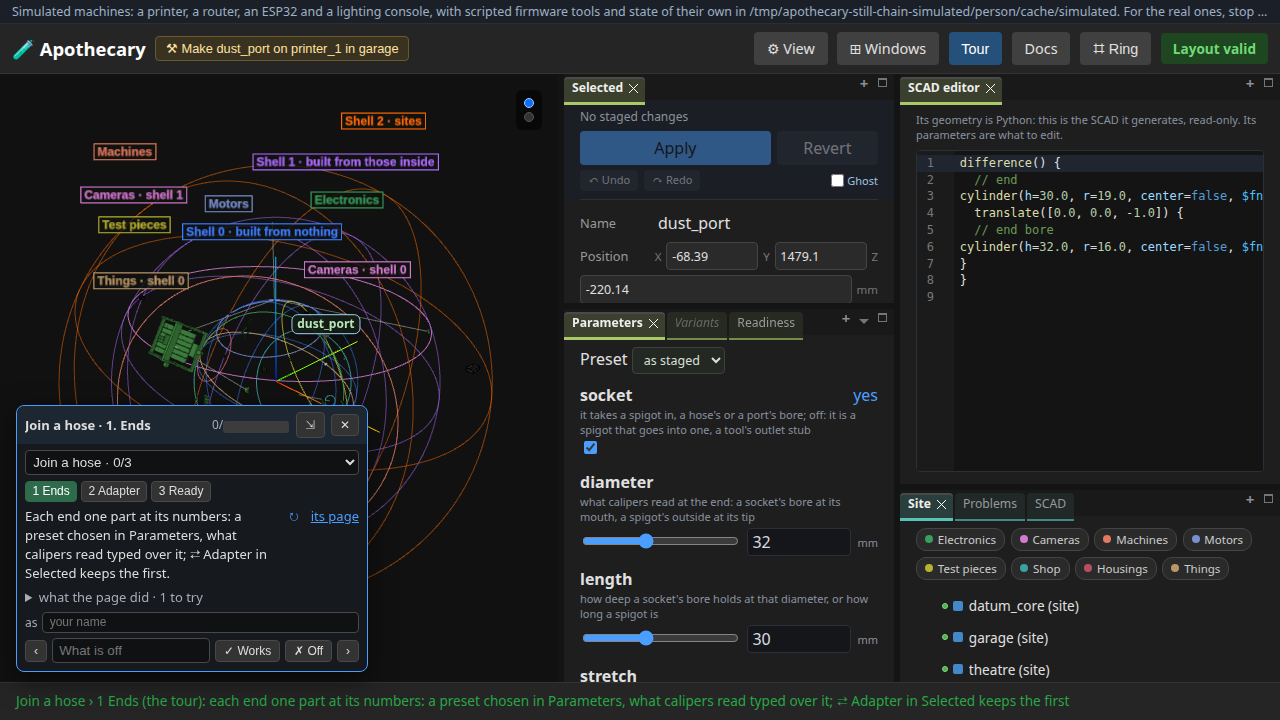 Simulated machines: a printer, a router, an ESP32 and a lighting console, with scripted firmware tools and state of their own in /tmp/apothecary-still-chain-simulated/person/cache/simulated. For the real ones, stop ...
🧪 Apothecary
⚒ Make dust_port on printer_1 in garage
⚙ View
⊞ Windows
Tour
Docs
⌗ Ring
Layout valid
Shell 2 · sites
Machines
Shell 1 · built from those inside
Cameras · shell 1
Motors
Electronics
Test pieces
Shell 0 · built from nothing
Cameras · shell 0
Things · shell 0
dust_port
Join a hose · 1. Ends
0/
⇲
✕
Join a hose · 0/3
1 Ends
2 Adapter
3 Ready
Each end one part at its numbers: a
preset chosen in Parameters, what
calipers read typed over it; ⇄ Adapter in
Selected keeps the first.
↻ its page
▶ what the page did · 1 to try
as your name
‹ What is off ✓ Works ✗ Off ›
Selected
No staged changes
Apply
Revert
↶ Undo
↷ Redo
Ghost
Name dust_port
Position X -68.39 Y 1479.1 Z
-220.14 mm
Parameters
Variants
Readiness
Preset as staged
socket yes
it takes a spigot in, a hose's or a port's bore; off: it is a
spigot that goes into one, a tool's outlet stub
diameter
what calipers read at the end: a socket's bore at its
mouth, a spigot's outside at its tip
32 mm
length
how deep a socket's bore holds at that diameter, or how
long a spigot is
30 mm
stretch
SCAD editor
Its geometry is Python: this is the SCAD it generates, read-only. Its
parameters are what to edit.
1 difference() {
2 // end
3 cylinder(h=30.0, r=19.0, center=false, $fn
4 translate([0.0, 0.0, -1.0]) {
5 // end bore
6 cylinder(h=32.0, r=16.0, center=false, $fn
7 }
8 }
9
Site
Problems
SCAD
Electronics
Cameras
Machines
Motors
Test pieces
Shop
Housings
Things
datum_core (site)
garage (site)
theatre (site)
Join a hose › 1 Ends (the tour): each end one part at its numbers: a preset chosen in Parameters, what calipers read typed over it; ⇄ Adapter in Selected keeps the first